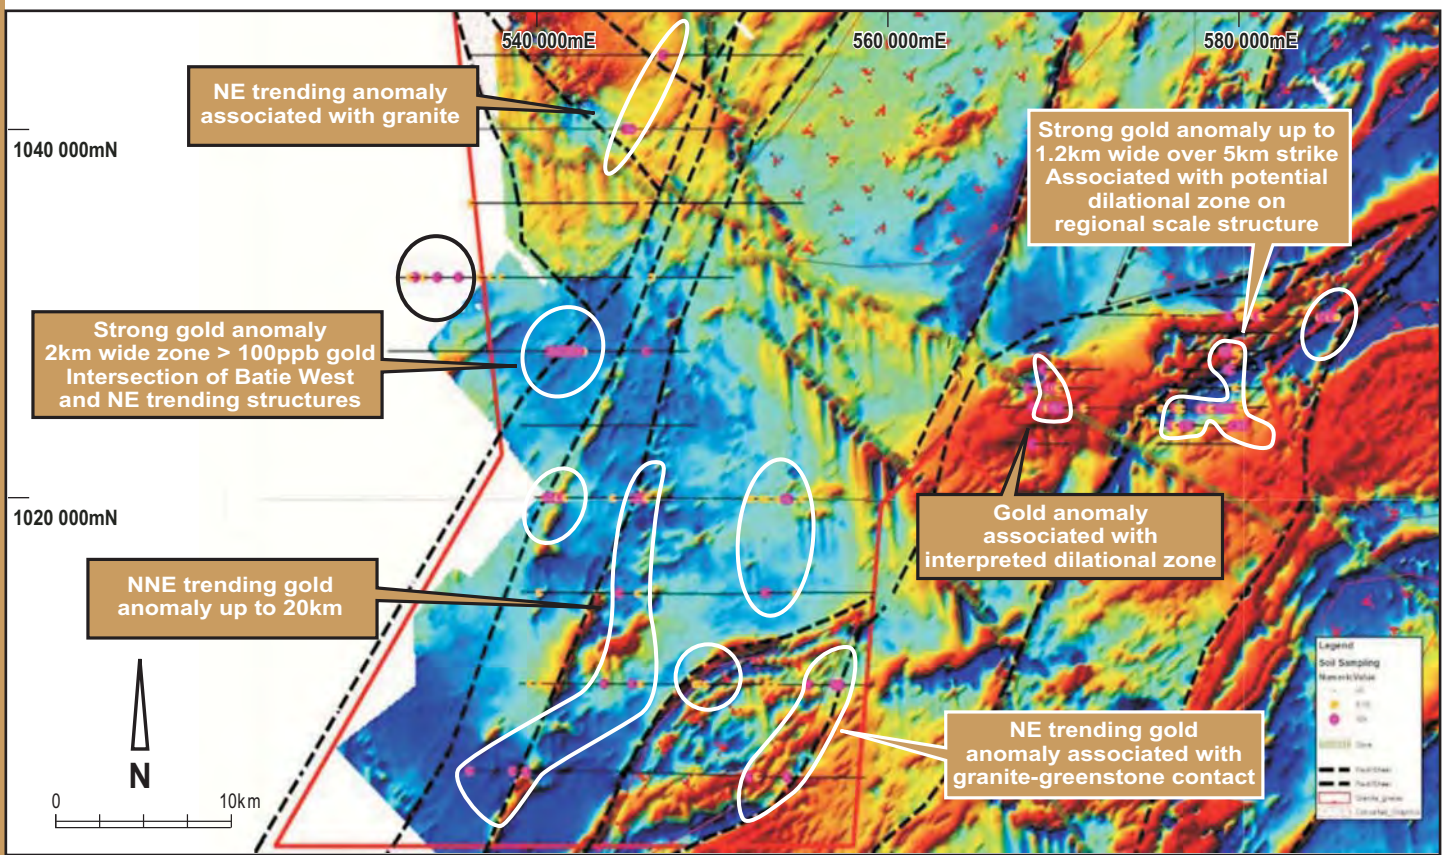 540 000mE
560 000mE
580 000mE
NE trending anomaly
associated with granite
1040 000mN
Strong gold anomaly up to
1.2km wide over 5km strike
Associated with potential
dilational zone on
regional scale structure
Strong gold anomaly
2km wide zone > 100ppb gold
Intersection of Batie West
and NE trending structures
1020 000mN
Gold anomaly
associated with
interpreted dilational zone
NNE trending gold
anomaly up to 20km
NE trending gold
anomaly associated with
granite-greenstone contact
N
0 10km
Legend
Soil Sampling
Numeric Value